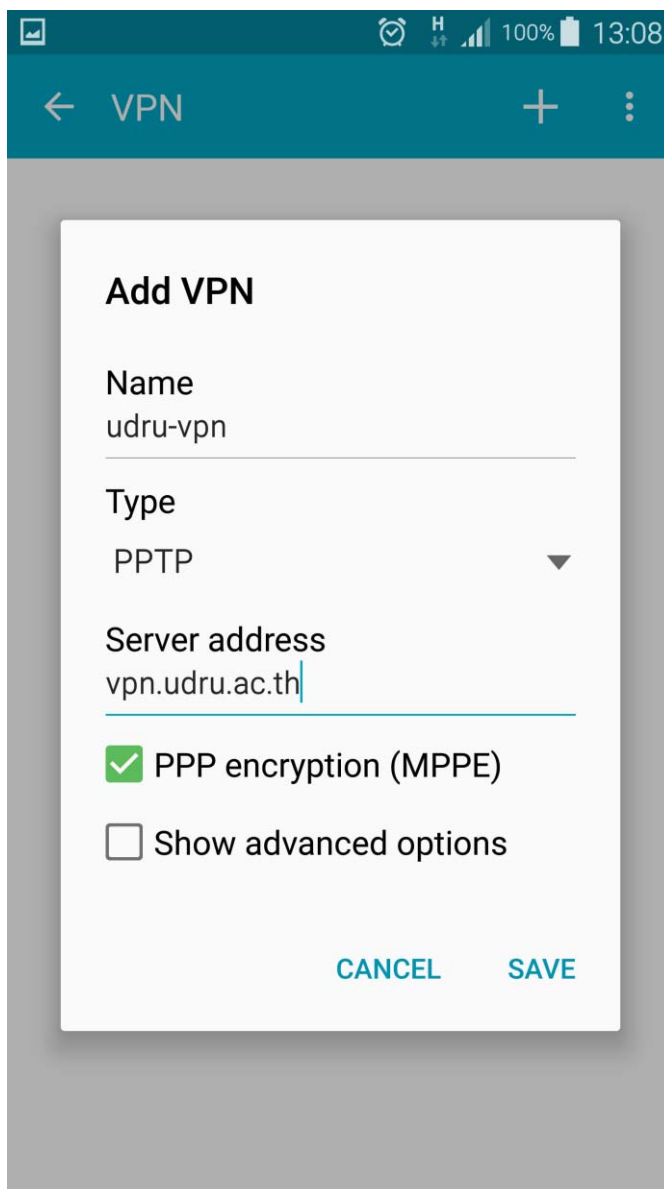 H 100% 13:08
VPN
Add VPN
Name
udru-vpn
Type
PPTP
Server address
vpn.udru.ac.th
PPP encryption (MPPE)
Show advanced options
CANCEL SAVE